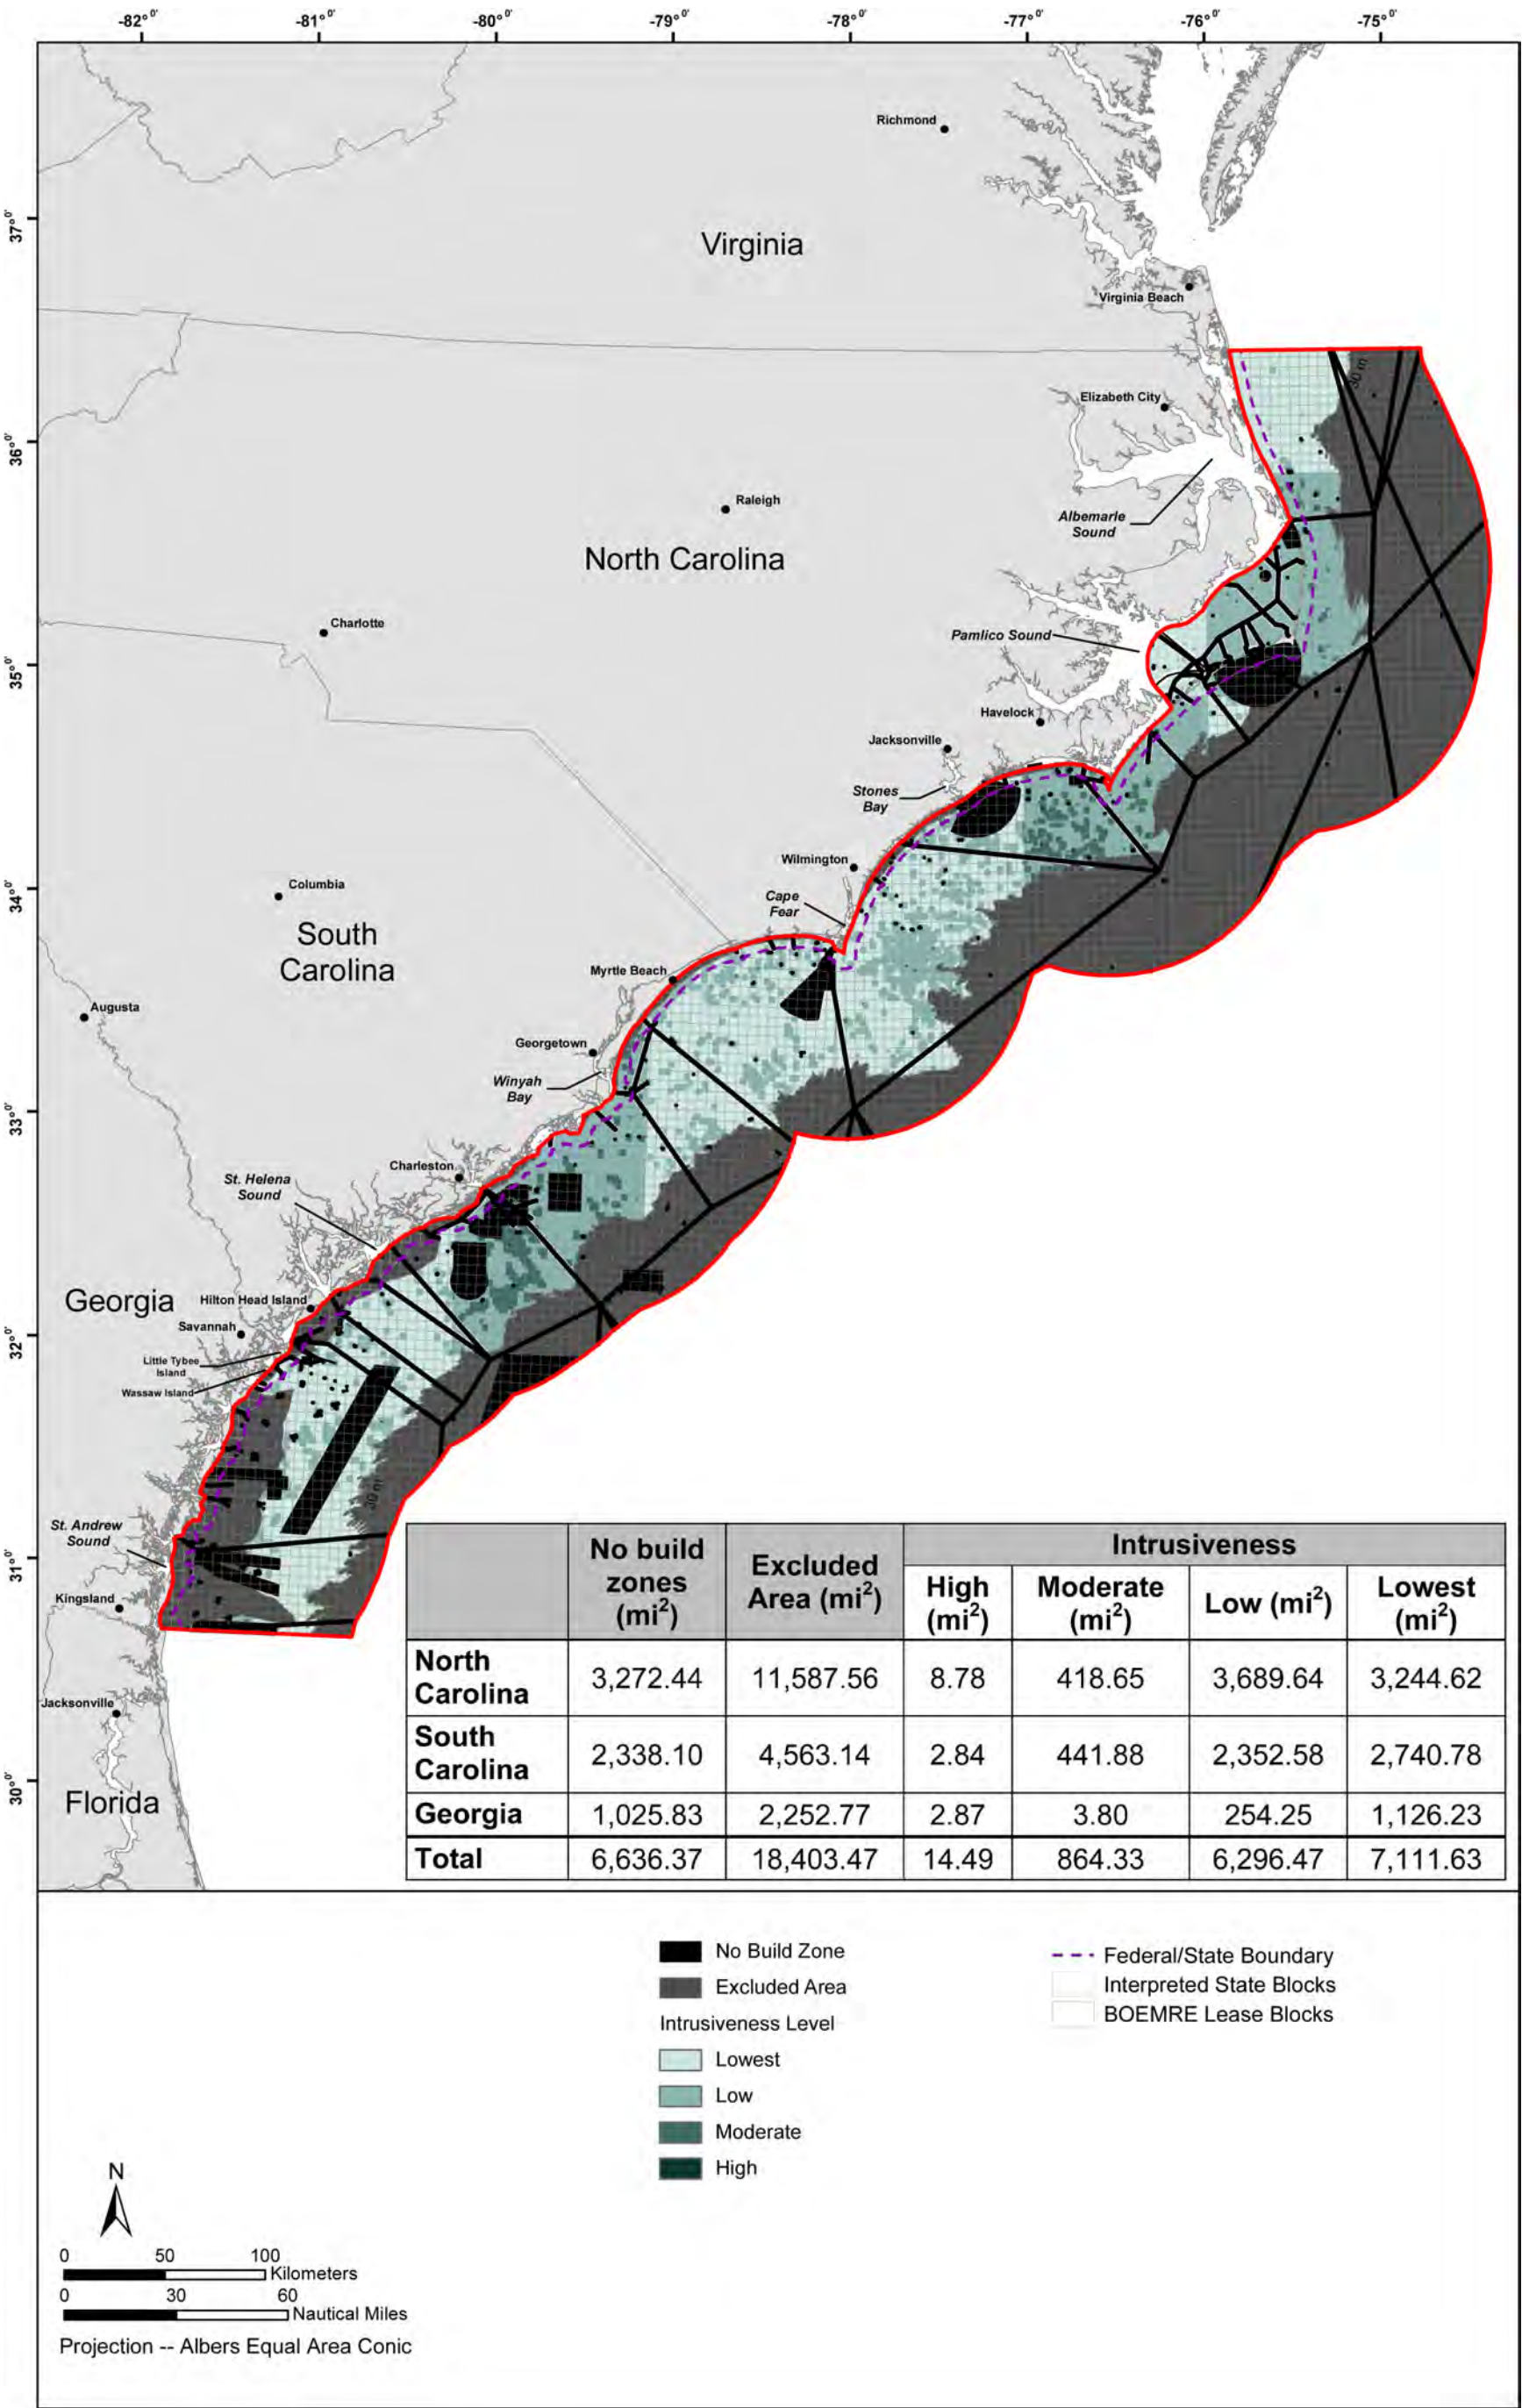 -82°0' -81°0' -80°0' -79°0' -78°0' -77°0' -76°0' -75°0'
37°0'
36°0'
35°0'
34°0'
33°0'
32°0'
31°0'
30°0'
Richmond
Virginia
Virginia Beach
30 m
Elizabeth City
Raleigh
Albemarle
Sound
North Carolina
Charlotte
Pamlico Sound
Havelock
Jacksonville
Stones
Bay
Wilmington
Columbia
Cape
Fear
South
Carolina
Myrtle Beach
Augusta
Georgetown
Winyah
Bay
Charleston
St. Helena
Sound
Georgia
Hilton Head Island
Savannah
Little Tybee
Island
Wassaw Island
30 m
St. Andrew
Sound
Kingsland
Jacksonville
Florida
No build
zones
(mi²)
Excluded
Area (mi²)
Intrusiveness
High
(mi²)
Moderate
(mi²)
Low (mi²)
Lowest
(mi²)
North
Carolina
3,272.44 11,587.56 8.78 418.65 3,689.64 3,244.62
South
Carolina
2,338.10 4,563.14 2.84 441.88 2,352.58 2,740.78
Georgia 1,025.83 2,252.77 2.87 3.80 254.25 1,126.23
Total 6,636.37 18,403.47 14.49 864.33 6,296.47 7,111.63
No Build Zone
Excluded Area
Intrusiveness Level
Lowest
Low
Moderate
High
Federal/State Boundary
Interpreted State Blocks
BOEMRE Lease Blocks
N
0 50 100
Kilometers
0 30 60
Nautical Miles
Projection -- Albers Equal Area Conic